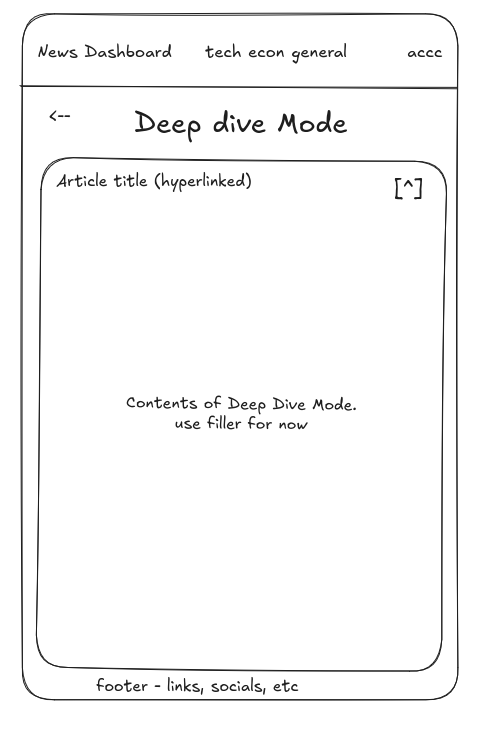 News Dashboard tech econ general accc
<--
Deep dive Mode
Article title (hyperlinked) [^]
Contents of Deep Dive Mode.
use filler for now
footer - links, socials, etc